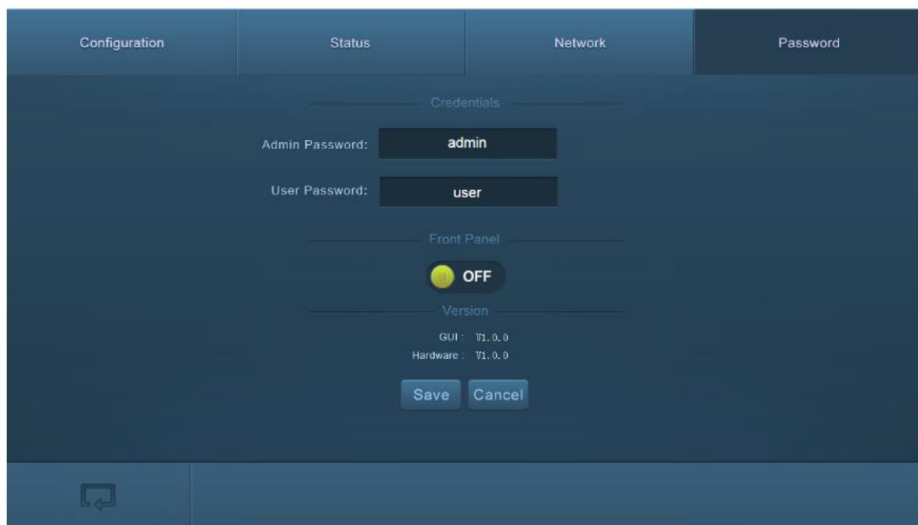 Configuration Status Network Password
Credentials
Admin Password: admin
User Password: user
Front Panel
OFF
Version
GUI : V1.0.0
Hardware : V1.0.0
Save Cancel